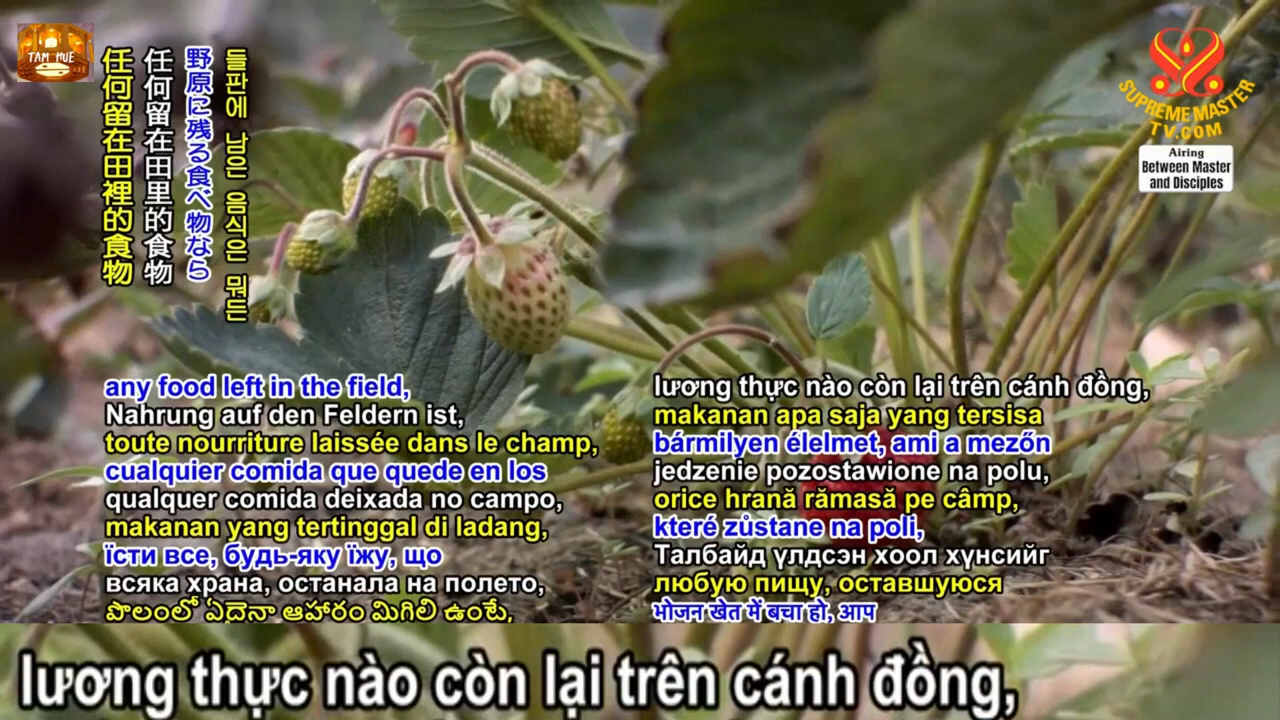 TAM HUE
SUPREME MASTER
TV.COM
Airing
Between Master
and Disciples
任何留在田裡的食物
任何留在田里的食物
野原に残る食べ物なら
들판에 남은 음식은 뭐든
any food left in the field,
Nahrung auf den Feldern ist,
toute nourriture laissée dans le champ,
cualquier comida que quede en los
qualquer comida deixada no campo,
makanan yang tertinggal di ladang,
їсти все, будь-яку їжу, що
всяка храна, останала на полето,
పొలంలో ఏదైనా ఆహారం మిగిలి ఉంటే,
lương thực nào còn lại trên cánh đồng,
makanan apa saja yang tersisa
bármilyen élelmet, ami a mezőn
jedzenie pozostawione na polu,
orice hrană rămasă pe câmp,
které zůstane na poli,
Талбайд үлдсэн хоол хүнсийг
любую пищу, оставшуюся
भोजन खेत में बचा हो, आप
lương thực nào còn lại trên cánh đồng,